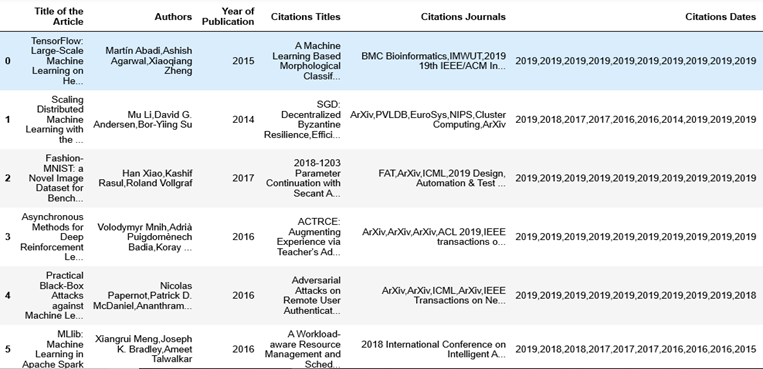 Title of the Article Authors Year of Publication Citations Titles Citations Journals Citations Dates
0 TensorFlow: Large-Scale Machine Learning on He... Martín Abadi,Ashish Agarwal,Xiaoqiang Zheng 2015 A Machine Learning Based Morphological Classif... BMC Bioinformatics,IMWUT,2019 19th IEEE/ACM In... 2019,2019,2019,2019,2019,2019,2019,2019,2019,2019
1 Scaling Distributed Machine Learning with the ... Mu Li,David G. Andersen,Bor-Yiing Su 2014 SGD: Decentralized Byzantine Resilience,Effici... ArXiv,PVLDB,EuroSys,NIPS,Cluster Computing,ArXiv 2019,2018,2017,2017,2016,2016,2014,2019,2019,2019
2 Fashion-MNIST: a Novel Image Dataset for Bench... Han Xiao,Kashif Rasul,Roland Vollgraf 2017 2018-1203 Parameter Continuation with Secant A... FAT,ArXiv,ICML,2019 Design, Automation & Test ... 2019,2019,2019,2019,2019,2019,2019,2019,2019,2019
3 Asynchronous Methods for Deep Reinforcement Le... Volodymyr Mnih,Adrià Puigdomènech Badia,Koray ... 2016 ACTRCE: Augmenting Experience via Teacher's Ad... ArXiv,ArXiv,ArXiv,ACL 2019,IEEE transactions o... 2019,2019,2019,2019,2019,2019,2019,2019,2019,2019
4 Practical Black-Box Attacks against Machine Le... Nicolas Papernot,Patrick D. McDaniel,Ananthram... 2016 Adversarial Attacks on Remote User Authenticat... ArXiv,ArXiv,ICML,ArXiv,IEEE Transactions on Ne... 2019,2019,2019,2019,2019,2019,2019,2019,2019,2018
5 MLlib: Machine Learning in Apache Spark Xiangrui Meng,Joseph K. Bradley,Ameet Talwalkar 2016 A Workload-aware Resource Management and Sched... 2018 International Conference on Intelligent A... 2019,2018,2018,2017,2017,2017,2016,2016,2016,2015